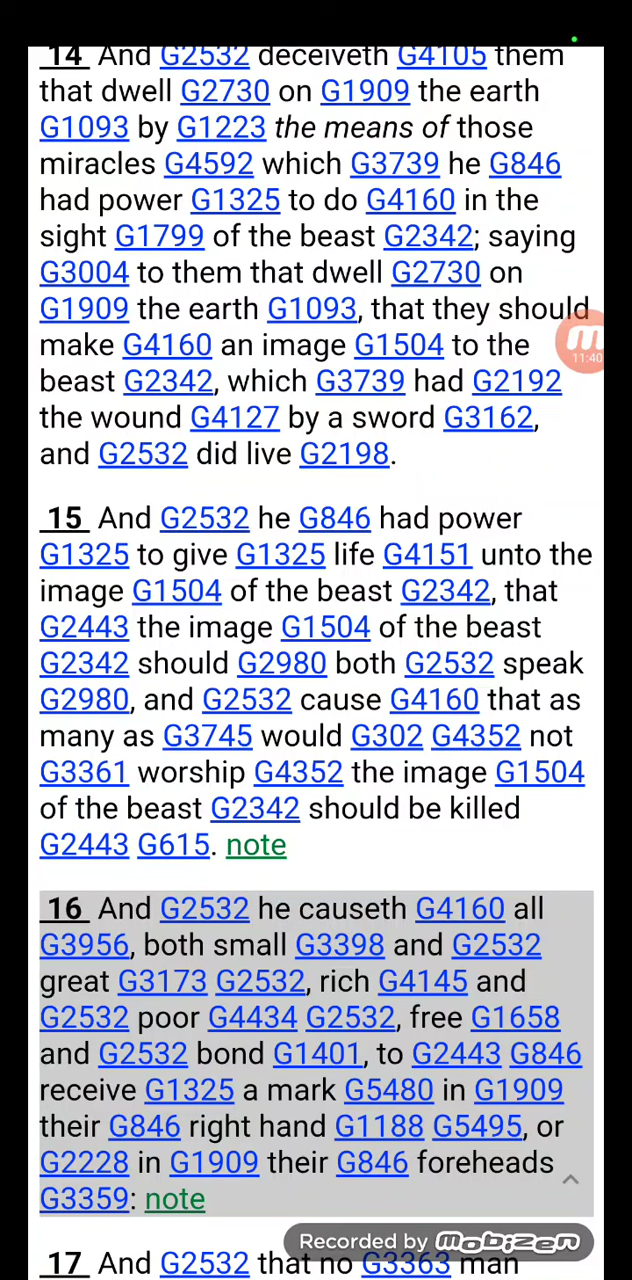 14 And G2532 deceiveth G4105 them
that dwell G2730 on G1909 the earth
G1093 by G1223 the means of those
miracles G4592 which G3739 he G846
had power G1325 to do G4160 in the
sight G1799 of the beast G2342; saying
G3004 to them that dwell G2730 on
G1909 the earth G1093, that they should
make G4160 an image G1504 to the
11:40
beast G2342, which G3739 had G2192
the wound G4127 by a sword G3162,
and G2532 did live G2198.
15 And G2532 he G846 had power
G1325 to give G1325 life G4151 unto the
image G1504 of the beast G2342, that
G2443 the image G1504 of the beast
G2342 should G2980 both G2532 speak
G2980, and G2532 cause G4160 that as
many as G3745 would G302 G4352 not
G3361 worship G4352 the image G1504
of the beast G2342 should be killed
G2443 G615. note
16 And G2532 he causeth G4160 all
G3956, both small G3398 and G2532
great G3173 G2532, rich G4145 and
G2532 poor G4434 G2532, free G1658
and G2532 bond G1401, to G2443 G846
receive G1325 a mark G5480 in G1909
their G846 right hand G1188 G5495, or
G2228 in G1909 their G846 foreheads
G3359: note
Recorded by mobizen
17 And G2532 that no G3363 man